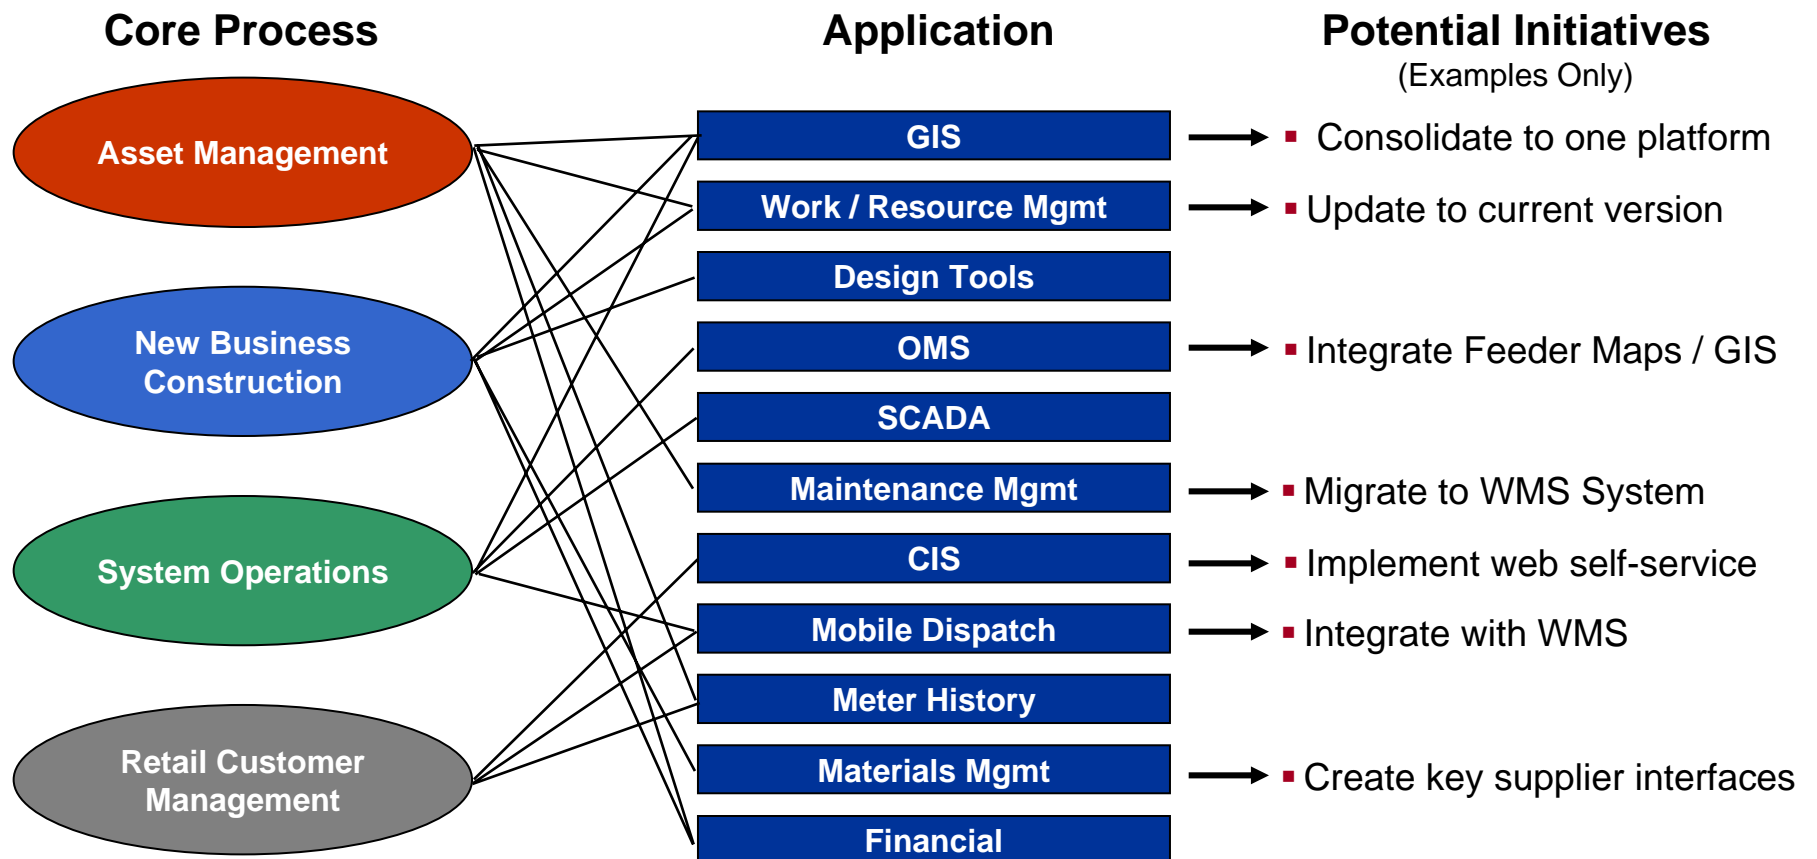 Core Process
Application
Potential Initiatives
(Examples Only)
Asset Management
New Business
Construction
System Operations
Retail Customer
Management
GIS
Work / Resource Mgmt
Design Tools
OMS
SCADA
Maintenance Mgmt
CIS
Mobile Dispatch
Meter History
Materials Mgmt
Financial
▪ Consolidate to one platform
▪ Update to current version
▪ Integrate Feeder Maps / GIS
▪ Migrate to WMS System
▪ Implement web self-service
▪ Integrate with WMS
▪ Create key supplier interfaces